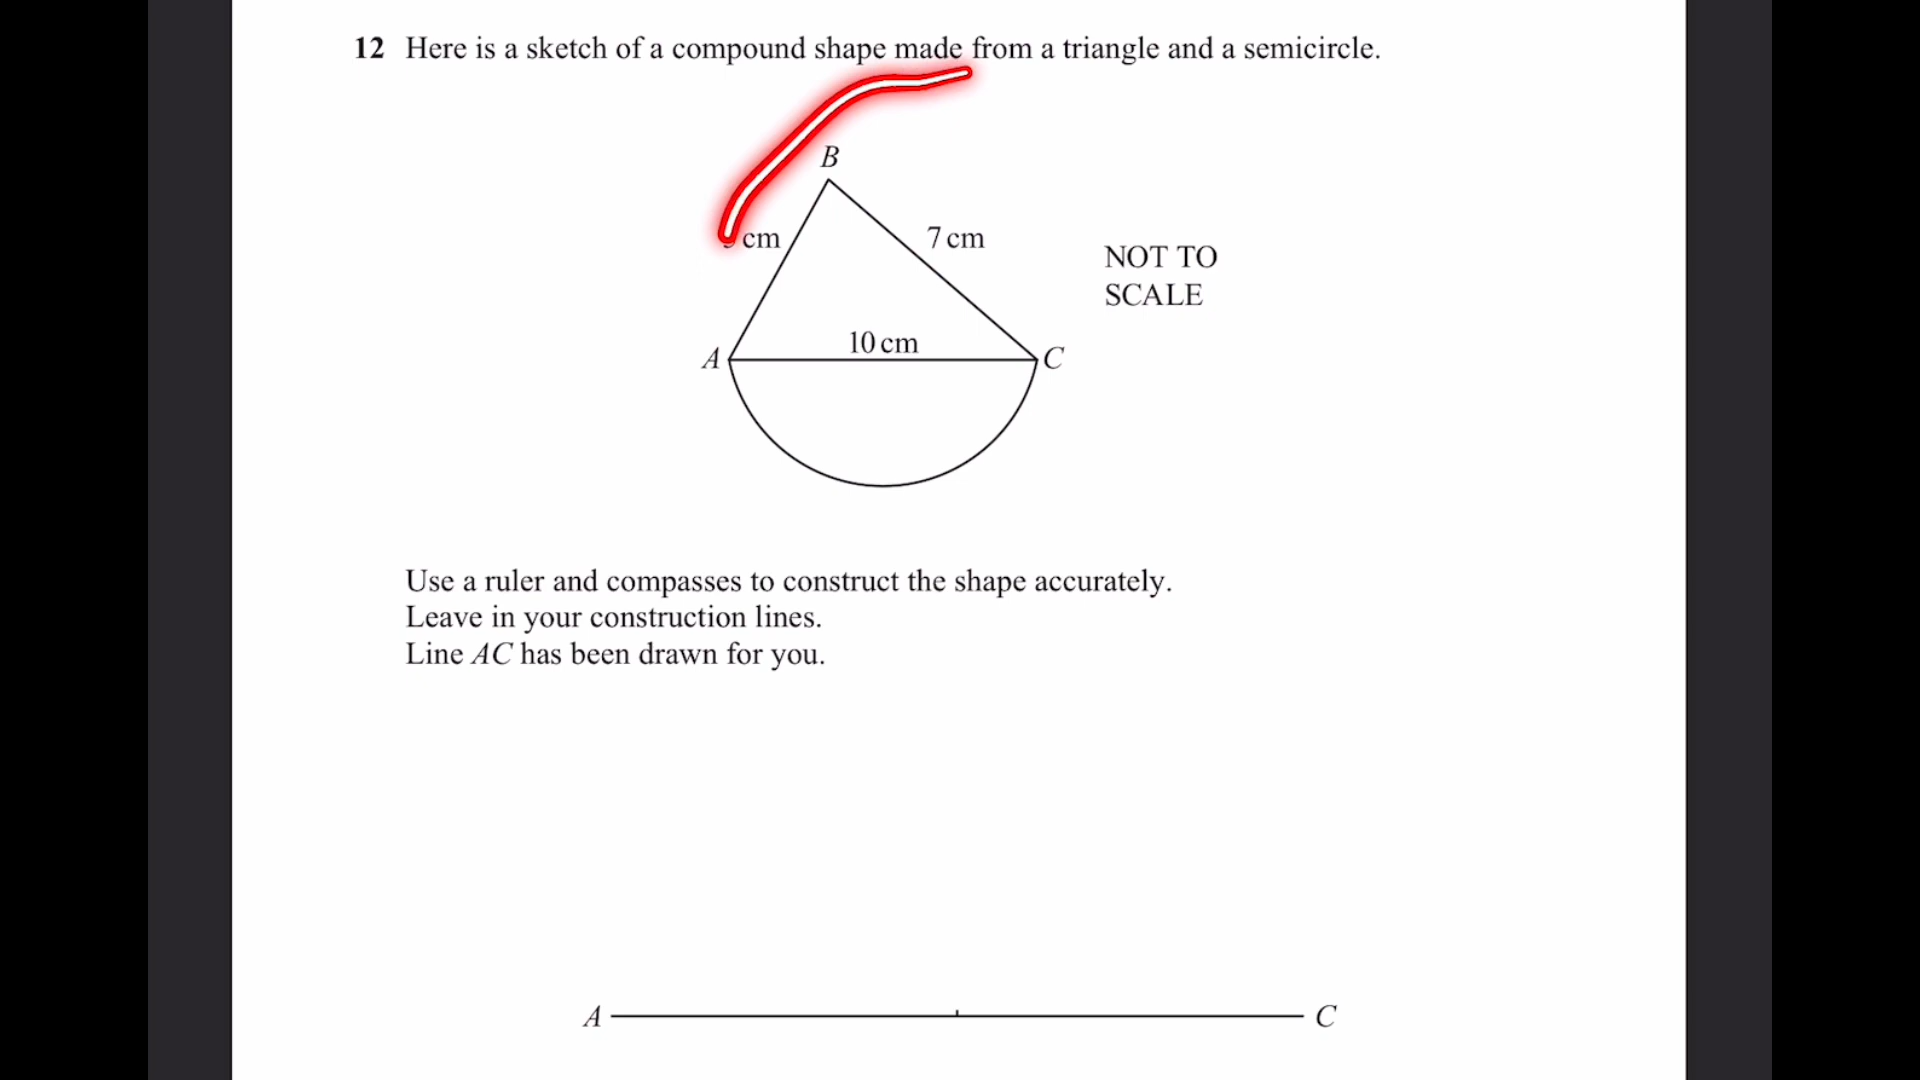 12 Here is a sketch of a compound shape made from a triangle and a semicircle.
B
cm
7 cm
NOT TO
SCALE
10 cm
A
C
Use a ruler and compasses to construct the shape accurately.
Leave in your construction lines.
Line AC has been drawn for you.
A
C